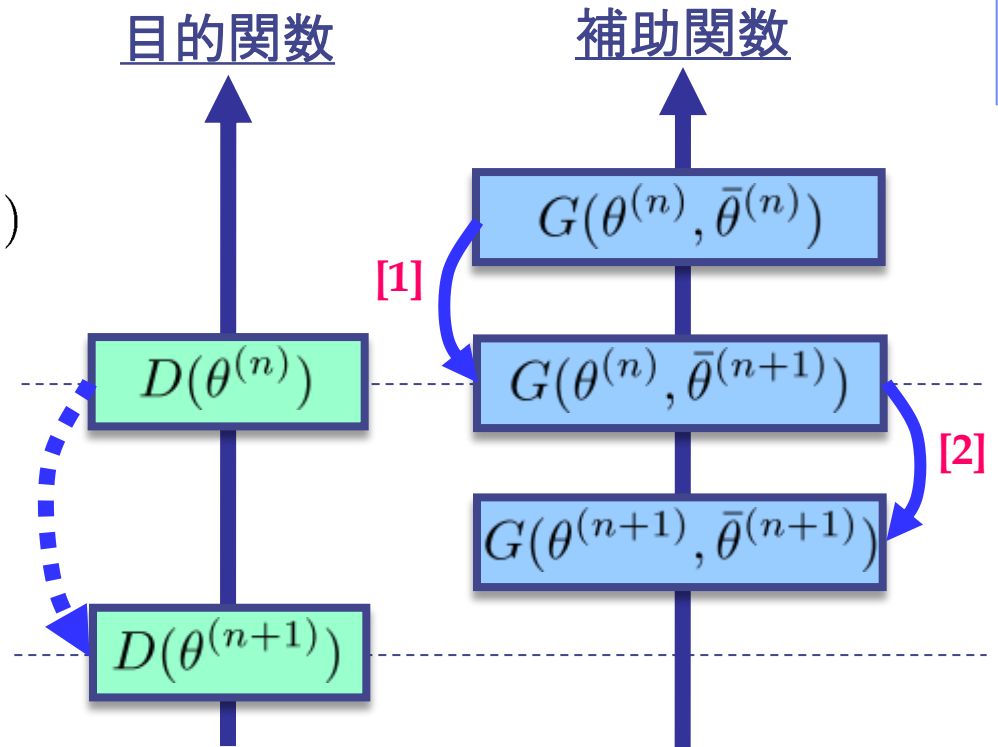 目的関数
補助関数
)
G(θ^(n), θ̄^(n))
[1]
D(θ^(n))
G(θ^(n), θ̄^(n+1))
[2]
G(θ^(n+1), θ̄^(n+1))
D(θ^(n+1))